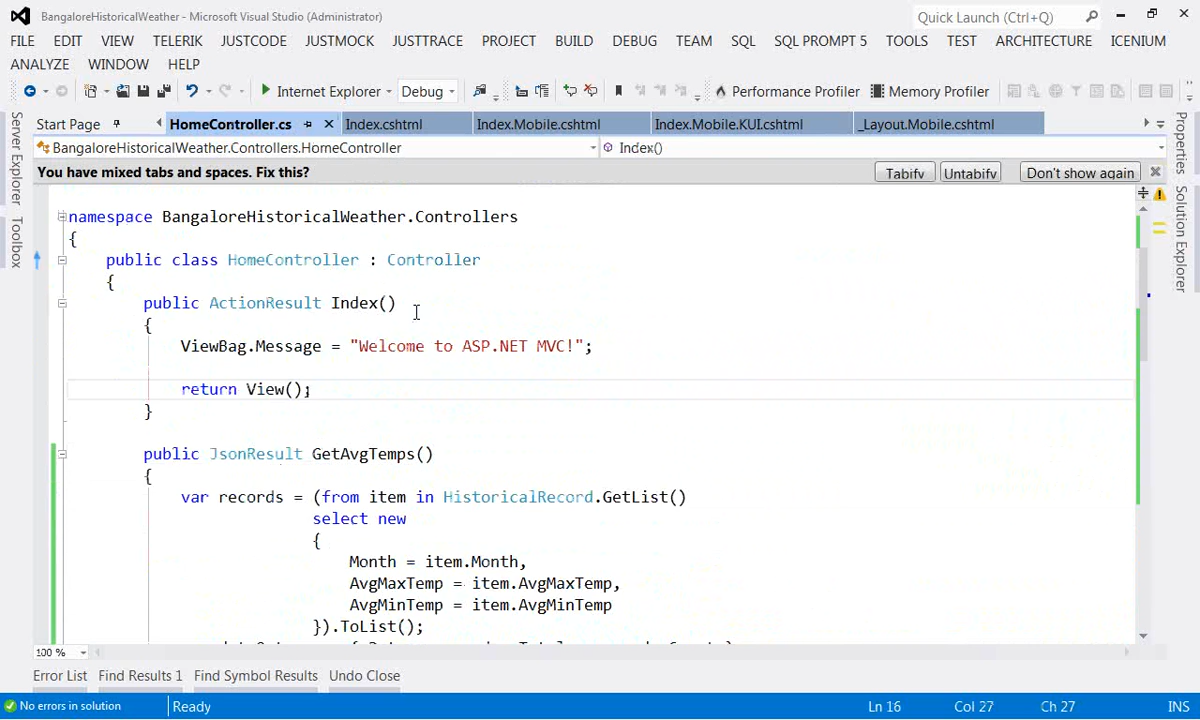 BangaloreHistoricalWeather - Microsoft Visual Studio (Administrator)
Quick Launch (Ctrl+Q)
FILE EDIT VIEW TELERIK JUSTCODE JUSTMOCK JUSTTRACE PROJECT BUILD DEBUG TEAM SQL SQL PROMPT 5 TOOLS TEST ARCHITECTURE ICENIUM
ANALYZE WINDOW HELP
Internet Explorer Debug Performance Profiler Memory Profiler
Start Page HomeController.cs Index.cshtml Index.Mobile.cshtml Index.Mobile.KUI.cshtml _Layout.Mobile.cshtml
BangaloreHistoricalWeather.Controllers.HomeController Index()
You have mixed tabs and spaces. Fix this? Tabify Untabify Don't show again
Server Explorer
Toolbox
Properties
Solution Explorer
namespace BangaloreHistoricalWeather.Controllers
{
public class HomeController : Controller
{
public ActionResult Index()
{
ViewBag.Message = "Welcome to ASP.NET MVC!";
return View();
}
public JsonResult GetAvgTemps()
{
var records = (from item in HistoricalRecord.GetList()
select new
{
Month = item.Month,
AvgMaxTemp = item.AvgMaxTemp,
AvgMinTemp = item.AvgMinTemp
}).ToList();
100 %
Error List Find Results 1 Find Symbol Results Undo Close
No errors in solution Ready Ln 16 Col 27 Ch 27 INS